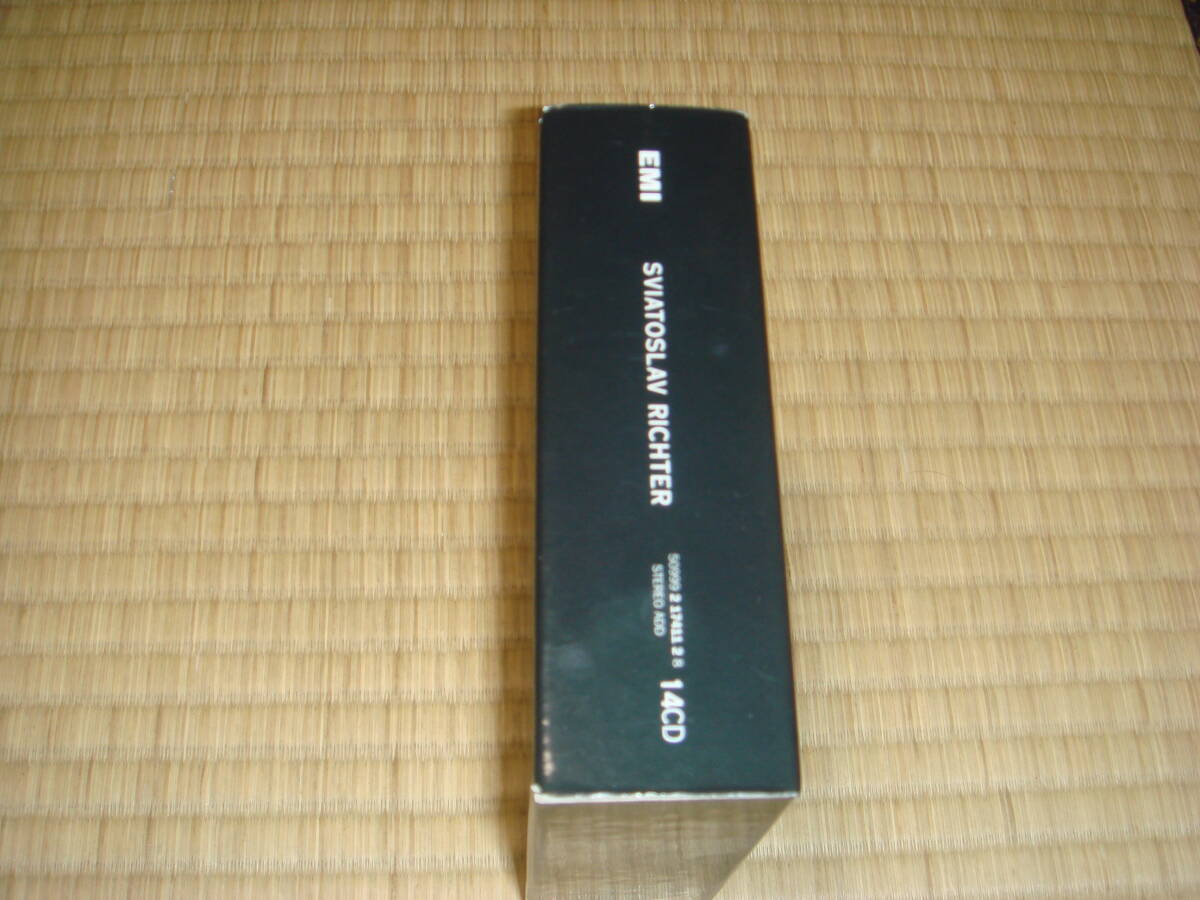 EMI
SVIATOSLAV RICHTER
50999 2 17411 2 8
STEREO ADD
14CD